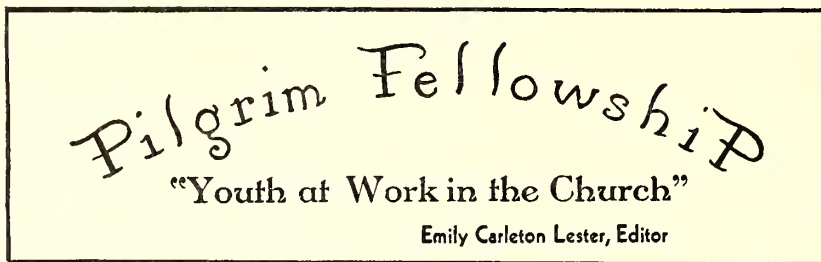 Pilgrim Fellowship
"Youth at Work in the Church"
Emily Carleton Lester, Editor